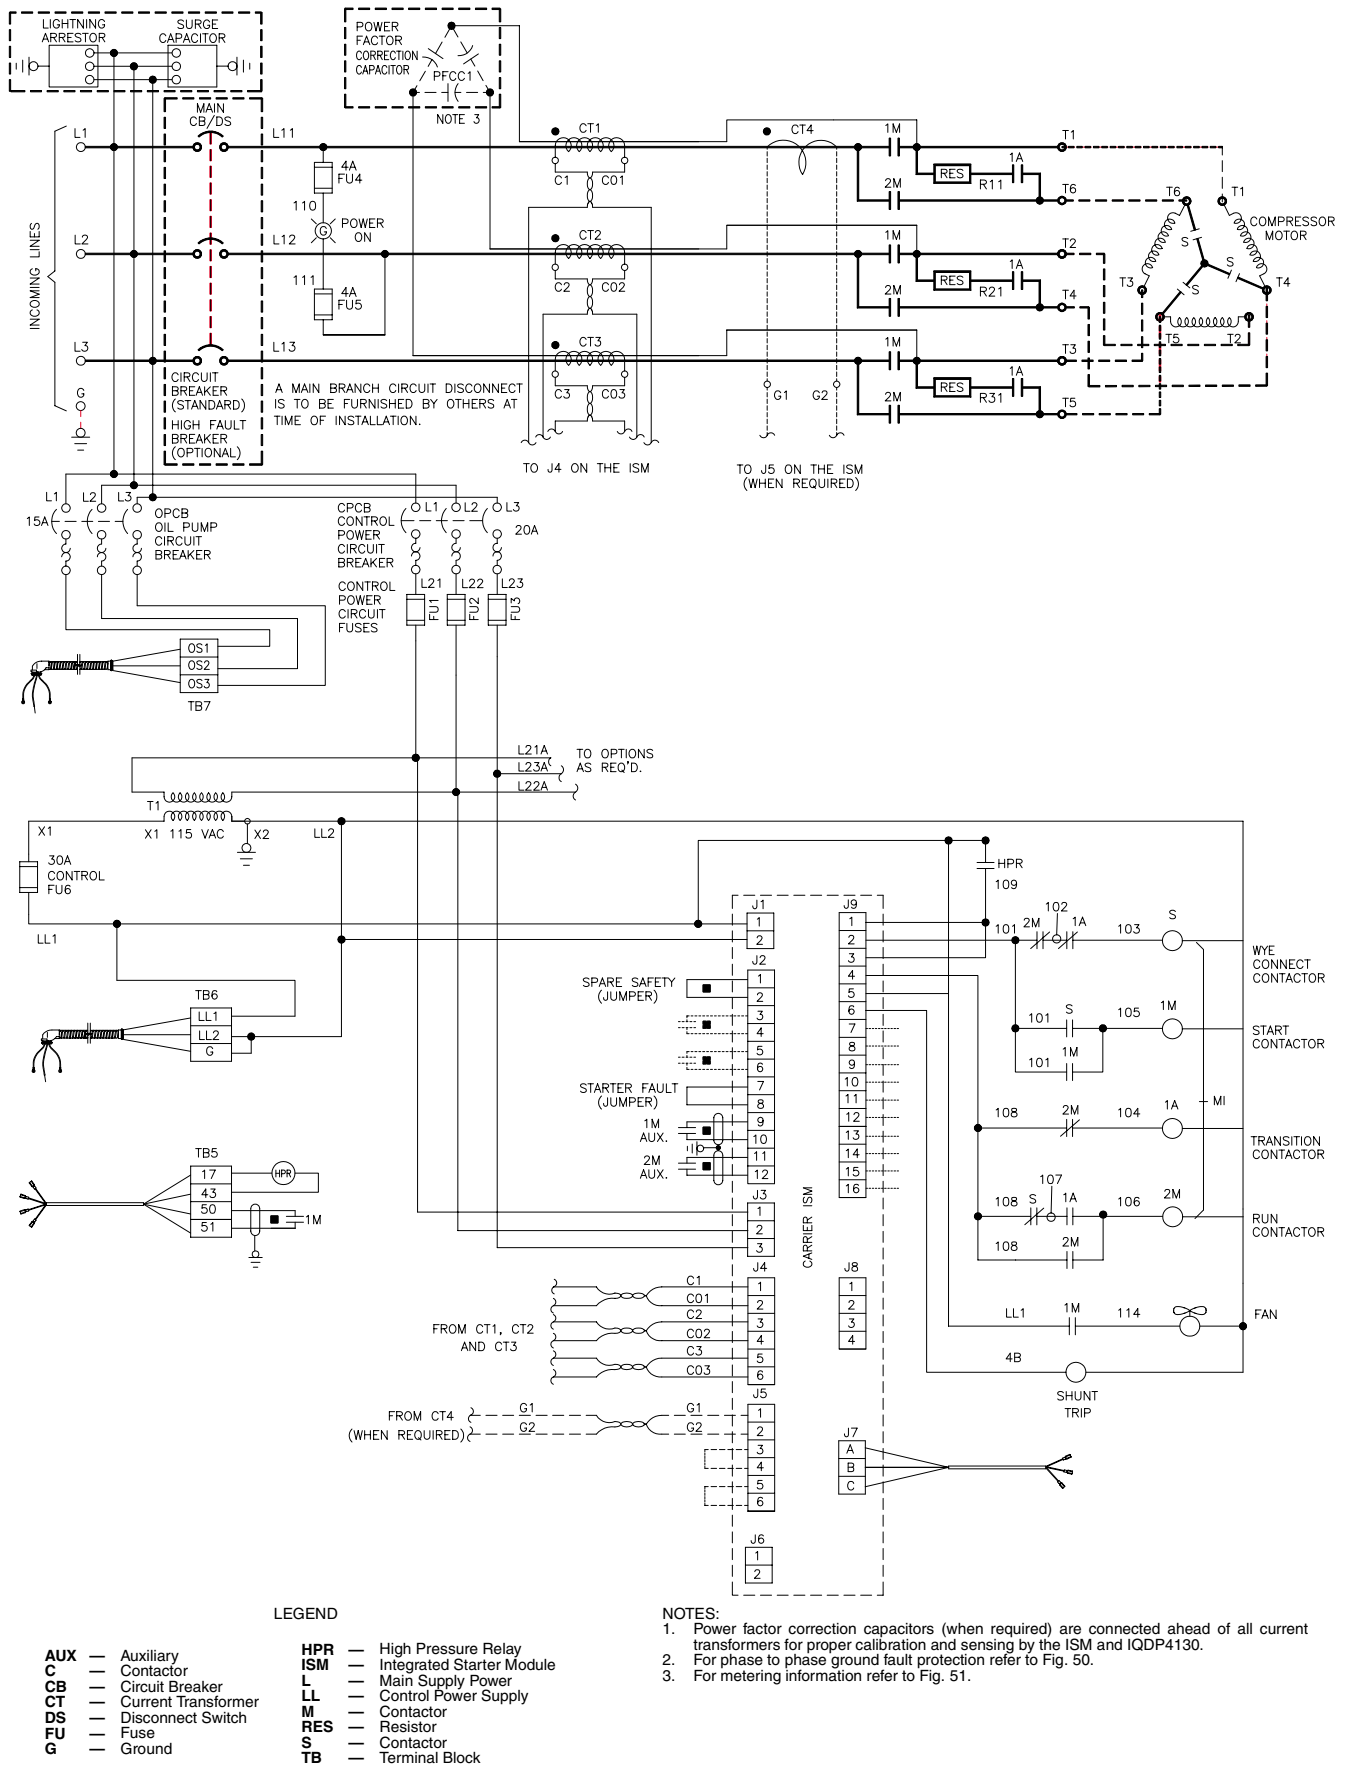 LIGHTNING
ARRESTOR
SURGE
CAPACITOR
POWER
FACTOR
CORRECTION
CAPACITOR
PFCC1
NOTE 3
MAIN
CB/DS
INCOMING LINES
L1
L11
4A
FU4
110
G
POWER
ON
111
4A
FU5
L2
L12
L3
L13
G
CIRCUIT
BREAKER
(STANDARD)
HIGH FAULT
BREAKER
(OPTIONAL)
A MAIN BRANCH CIRCUIT DISCONNECT
IS TO BE FURNISHED BY OTHERS AT
TIME OF INSTALLATION.
CT1
C1
C01
CT2
C2
C02
CT3
C3
C03
TO J4 ON THE ISM
CT4
G1
G2
TO J5 ON THE ISM
(WHEN REQUIRED)
1M
RES
R11
1A
2M
T1
T6
1M
RES
R21
1A
2M
T2
T4
1M
RES
R31
1A
2M
T3
T5
T6
T1
COMPRESSOR
MOTOR
S
S
S
T3
T4
T5
T2
L1
L2
L3
15A
OPCB
OIL PUMP
CIRCUIT
BREAKER
CPCB
CONTROL
POWER
CIRCUIT
BREAKER
L1
L2
L3
20A
CONTROL
POWER
CIRCUIT
FUSES
L21
L22
L23
FU1
FU2
FU3
OS1
OS2
OS3
TB7
L21A
L23A
L22A
TO OPTIONS
AS REQ'D.
T1
X1
X1 115 VAC
X2
LL2
30A
CONTROL
FU6
LL1
TB6
LL1
LL2
G
TB5
17
43
50
51
HPR
1M
HPR
109
J1
1
2
J2
1
2
3
4
5
6
7
8
9
10
11
12
SPARE SAFETY
(JUMPER)
STARTER FAULT
(JUMPER)
1M
AUX.
2M
AUX.
J3
1
2
3
J4
1
2
3
4
5
6
C1
C01
C2
C02
C3
C03
FROM CT1, CT2
AND CT3
J5
1
2
3
4
5
6
FROM CT4
(WHEN REQUIRED)
G1
G2
G1
G2
J6
1
2
CARRIER ISM
J9
1
2
3
4
5
6
7
8
9
10
11
12
13
14
15
16
J8
1
2
3
4
J7
A
B
C
101
2M
102
1A
103
S
WYE
CONNECT
CONTACTOR
101
S
105
1M
START
CONTACTOR
101
1M
MI
108
2M
104
1A
TRANSITION
CONTACTOR
108
S
107
1A
106
2M
RUN
CONTACTOR
108
2M
LL1
1M
114
FAN
4B
SHUNT
TRIP
LEGEND
AUX — Auxiliary
C — Contactor
CB — Circuit Breaker
CT — Current Transformer
DS — Disconnect Switch
FU — Fuse
G — Ground
HPR — High Pressure Relay
ISM — Integrated Starter Module
L — Main Supply Power
LL — Control Power Supply
M — Contactor
RES — Resistor
S — Contactor
TB — Terminal Block
NOTES:
1. Power factor correction capacitors (when required) are connected ahead of all current
transformers for proper calibration and sensing by the ISM and IQDP4130.
2. For phase to phase ground fault protection refer to Fig. 50.
3. For metering information refer to Fig. 51.